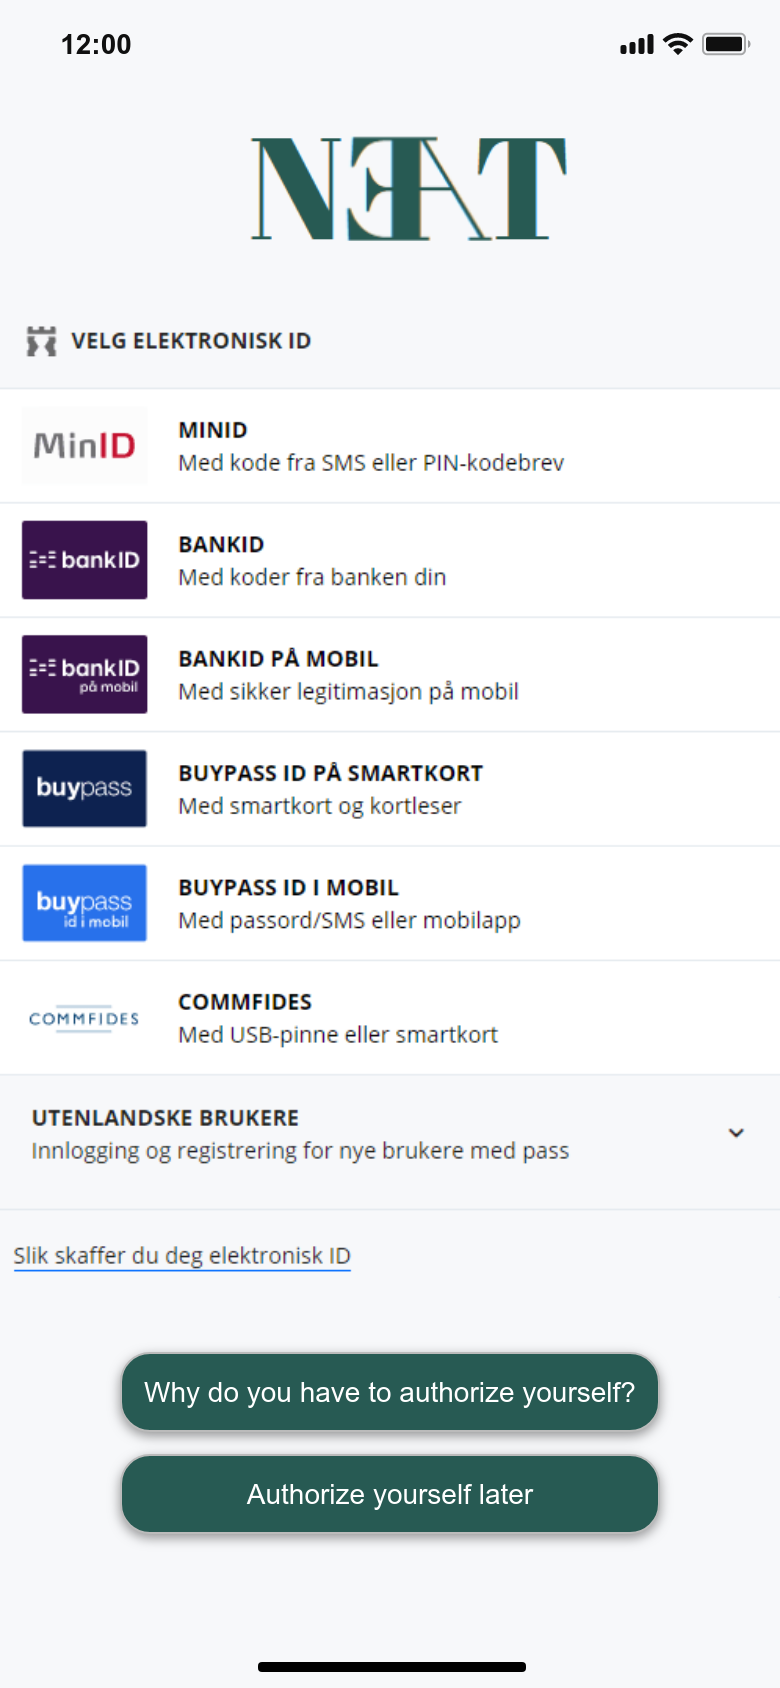 12:00
NEAT
VELG ELEKTRONISK ID
MinID
MINID
Med kode fra SMS eller PIN-kodebrev
bankID
BANKID
Med koder fra banken din
bankID
på mobil
BANKID PÅ MOBIL
Med sikker legitimasjon på mobil
buypass
BUYPASS ID PÅ SMARTKORT
Med smartkort og kortleser
buypass
id i mobil
BUYPASS ID I MOBIL
Med passord/SMS eller mobilapp
COMMFIDES
COMMFIDES
Med USB-pinne eller smartkort
UTENLANDSKE BRUKERE
Innlogging og registrering for nye brukere med pass
Slik skaffer du deg elektronisk ID
Why do you have to authorize yourself?
Authorize yourself later